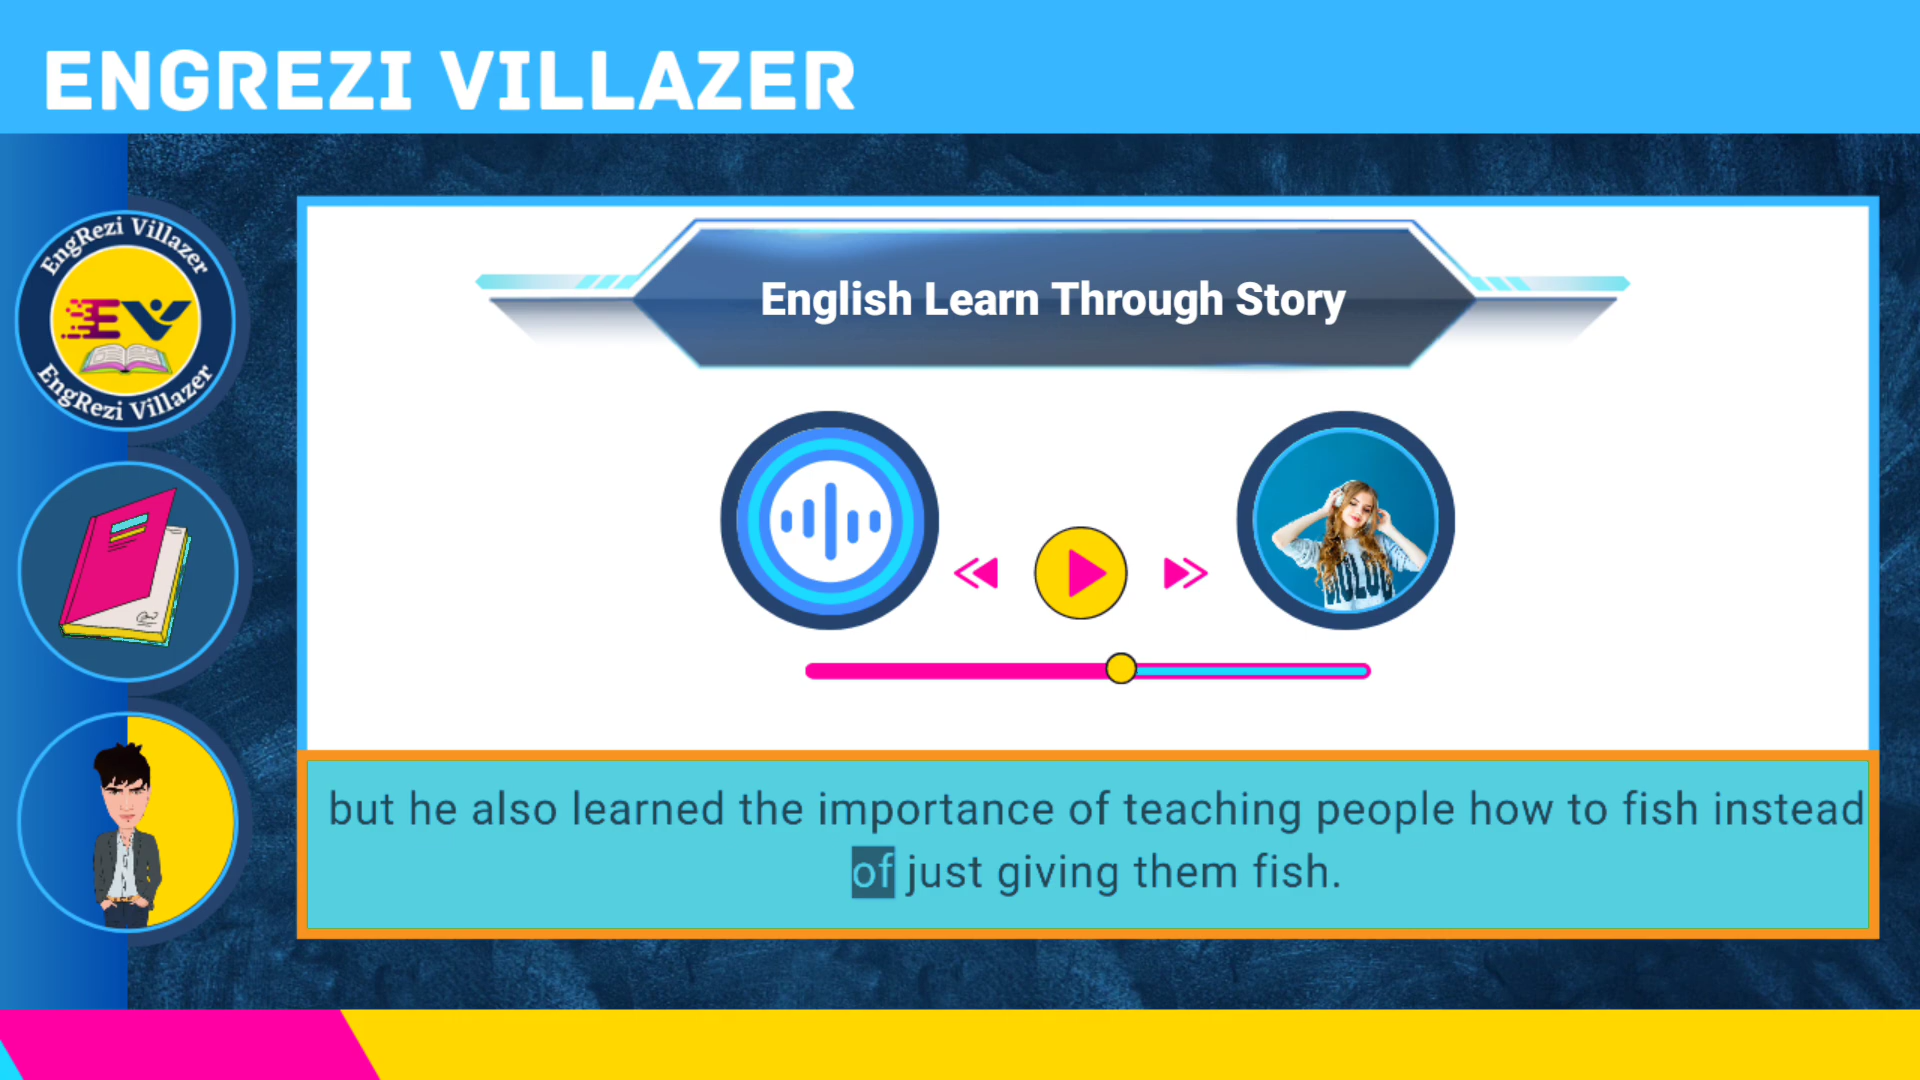 ENGREZI VILLAZER
EngRezi Villazer
EV
EngRezi Villazer
English Learn Through Story
but he also learned the importance of teaching people how to fish instead
of just giving them fish.